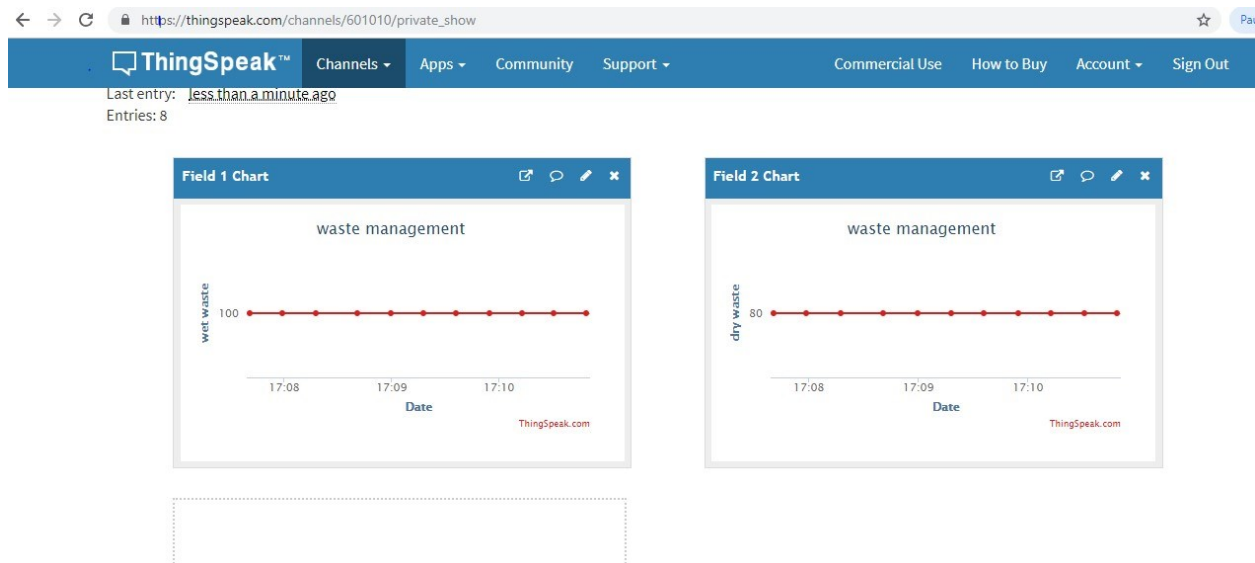 https://thingspeak.com/channels/601010/private_show
Pau
ThingSpeak™ Channels Apps Community Support Commercial Use How to Buy Account Sign Out
Last entry: less than a minute ago
Entries: 8
Field 1 Chart
waste management
wet waste
100
17:08 17:09 17:10
Date
ThingSpeak.com
Field 2 Chart
waste management
dry waste
80
17:08 17:09 17:10
Date
ThingSpeak.com